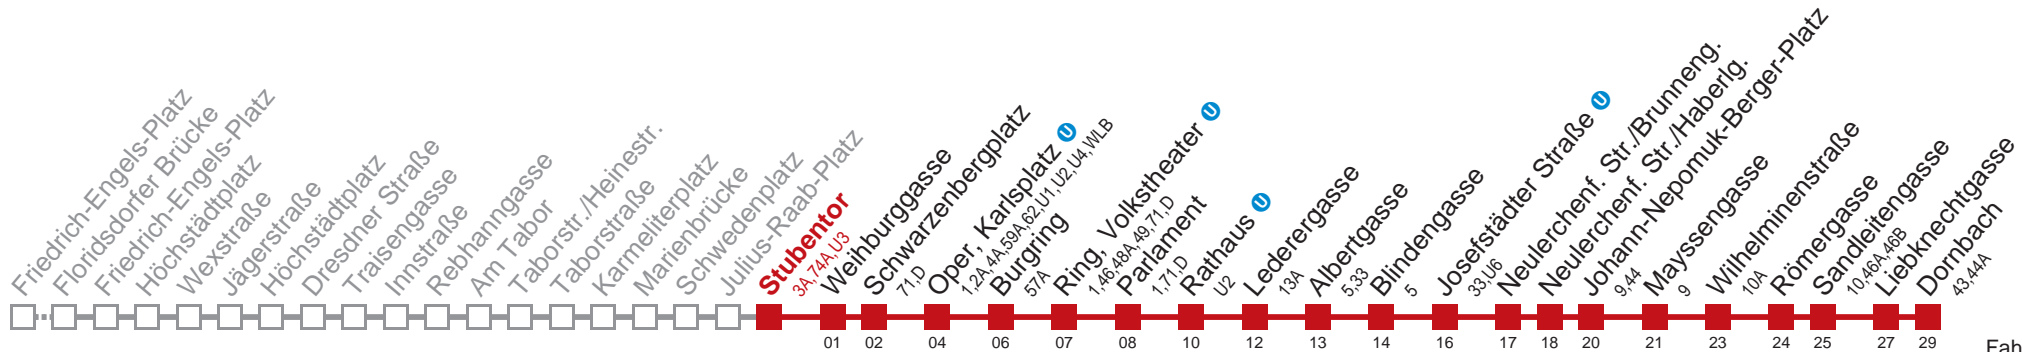 Friedrich-Engels-Platz
Floridsdorfer Brücke
Friedrich-Engels-Platz
Höchstädtplatz
Wexstraße
Jägerstraße
Höchstädtplatz
Dresdner Straße
Traisengasse
Innstraße
Rebhanngasse
Am Tabor
Taborstr./Heinestr.
Taborstraße
Karmeliterplatz
Marienbrücke
Schwedenplatz
Julius-Raab-Platz
Stubentor
3A,74A,U3
Weihburggasse
Schwarzenbergplatz
71,D
Oper, Karlsplatz U
1,2A,4A,59A,62,U1,U2,U4,WLB
Burgring
57A
Ring, Volkstheater U
1,46,48A,49,71,D
Parlament
1,71,D
Rathaus U
U2
Lederergasse
13A
Albertgasse
5,33
Blindengasse
5
Josefstädter Straße U
33,U6
Neulerchenf. Str./Brunneng.
Neulerchenf. Str./Haberlg.
Johann-Nepomuk-Berger-Platz
9,44
Mayssengasse
9
Wilhelminenstraße
10A
Römergasse
Sandleitengasse
10,46A,46B
Liebknechtgasse
Dornbach
43,44A
01 02 04 06 07 08 10 12 13 14 16 17 18 20 21 23 24 25 27 29
Fah